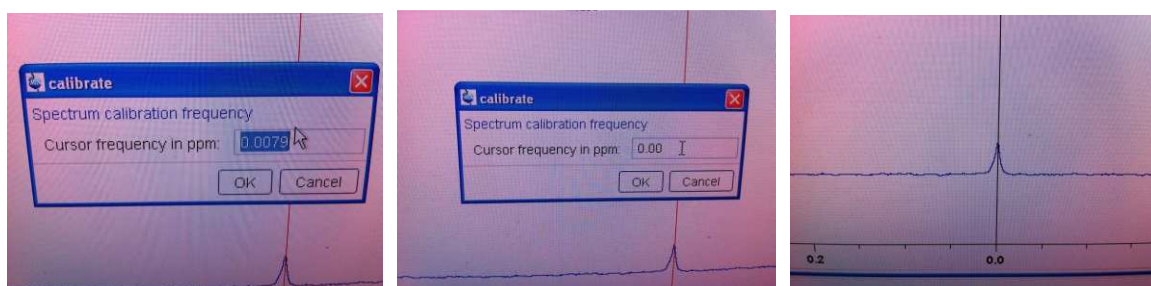 calibrate
Spectrum calibration frequency
Cursor frequency in ppm: 0.0079
OK Cancel
calibrate
Spectrum calibration frequency
Cursor frequency in ppm: 0.00
OK Cancel
0.2 0.0